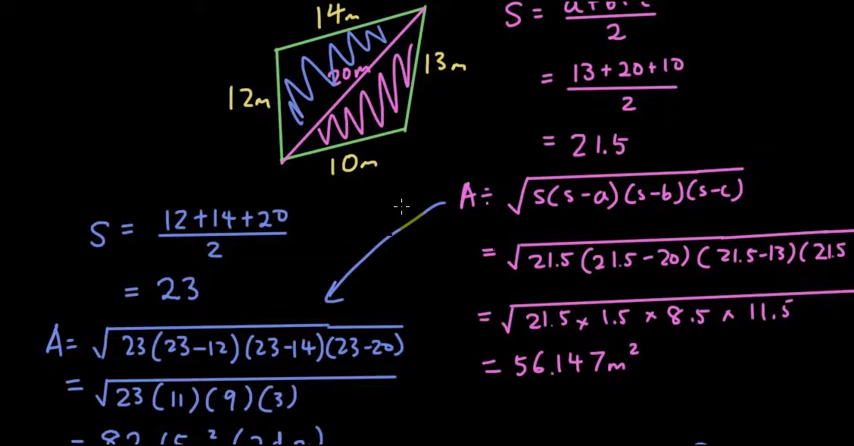 14m
12m
20m
13m
10m
S = 12+14+20 / 2
= 23
A = √23(23-12)(23-14)(23-20)
= √23(11)(9)(3)
S = a+b+c / 2
= 13+20+10 / 2
= 21.5
A = √s(s-a)(s-b)(s-c)
= √21.5(21.5-20)(21.5-13)(21.5
= √21.5 × 1.5 × 8.5 × 11.5
= 56.147m²